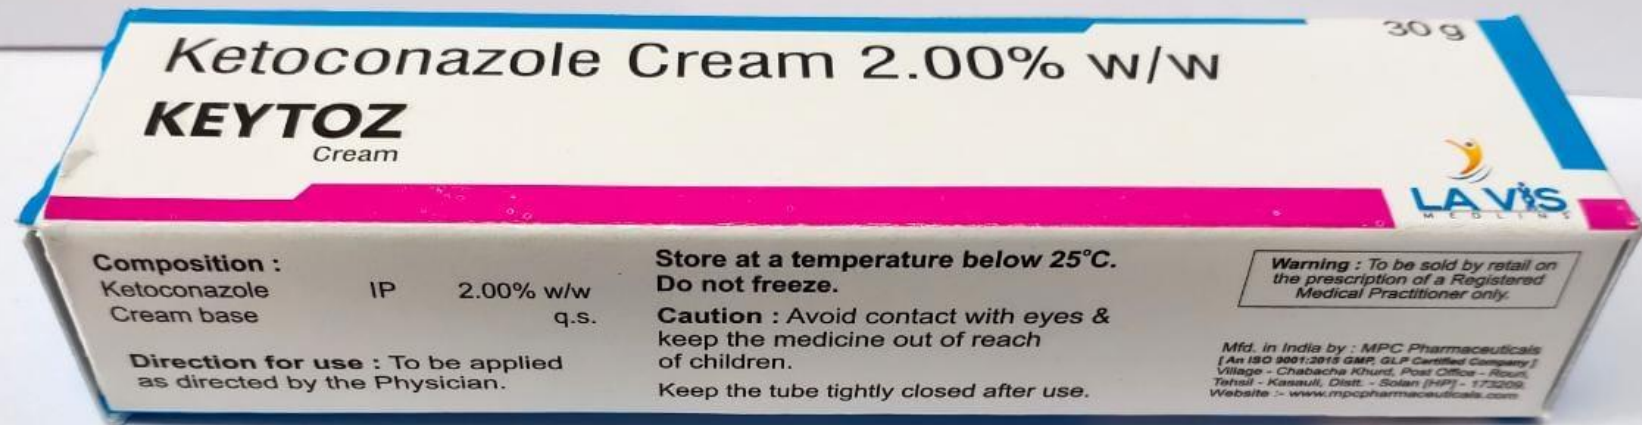 Ketoconazole Cream 2.00% w/w
30 g
KEYTOZ
Cream
LA VIS
MEDLINS
Composition :
Ketoconazole IP 2.00% w/w
Cream base q.s.
Direction for use : To be applied
as directed by the Physician.
Store at a temperature below 25°C.
Do not freeze.
Caution : Avoid contact with eyes &
keep the medicine out of reach
of children.
Keep the tube tightly closed after use.
Warning : To be sold by retail on
the prescription of a Registered
Medical Practitioner only.
Mfd. in India by : MPC Pharmaceuticals
[ An ISO 9001:2015 GMP, GLP Certified Company ]
Village - Chabacha Khurd, Post Office - Rouri,
Tehsil - Kasauli, Distt. - Solan (HP) - 173209.
Website :- www.mpcpharmaceuticals.com